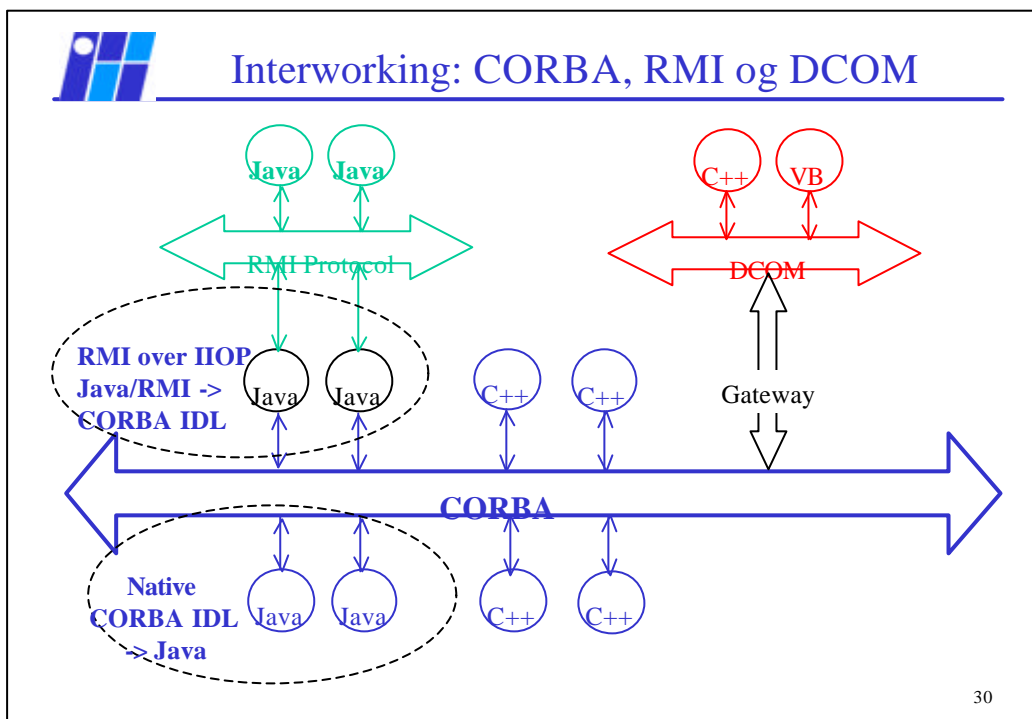 Interworking: CORBA, RMI og DCOM
Java
Java
C++
VB
RMI Protocol
DCOM
RMI over IIOP
Java/RMI ->
CORBA IDL
Java
Java
C++
C++
Gateway
CORBA
Native
CORBA IDL
-> Java
Java
Java
C++
C++
30